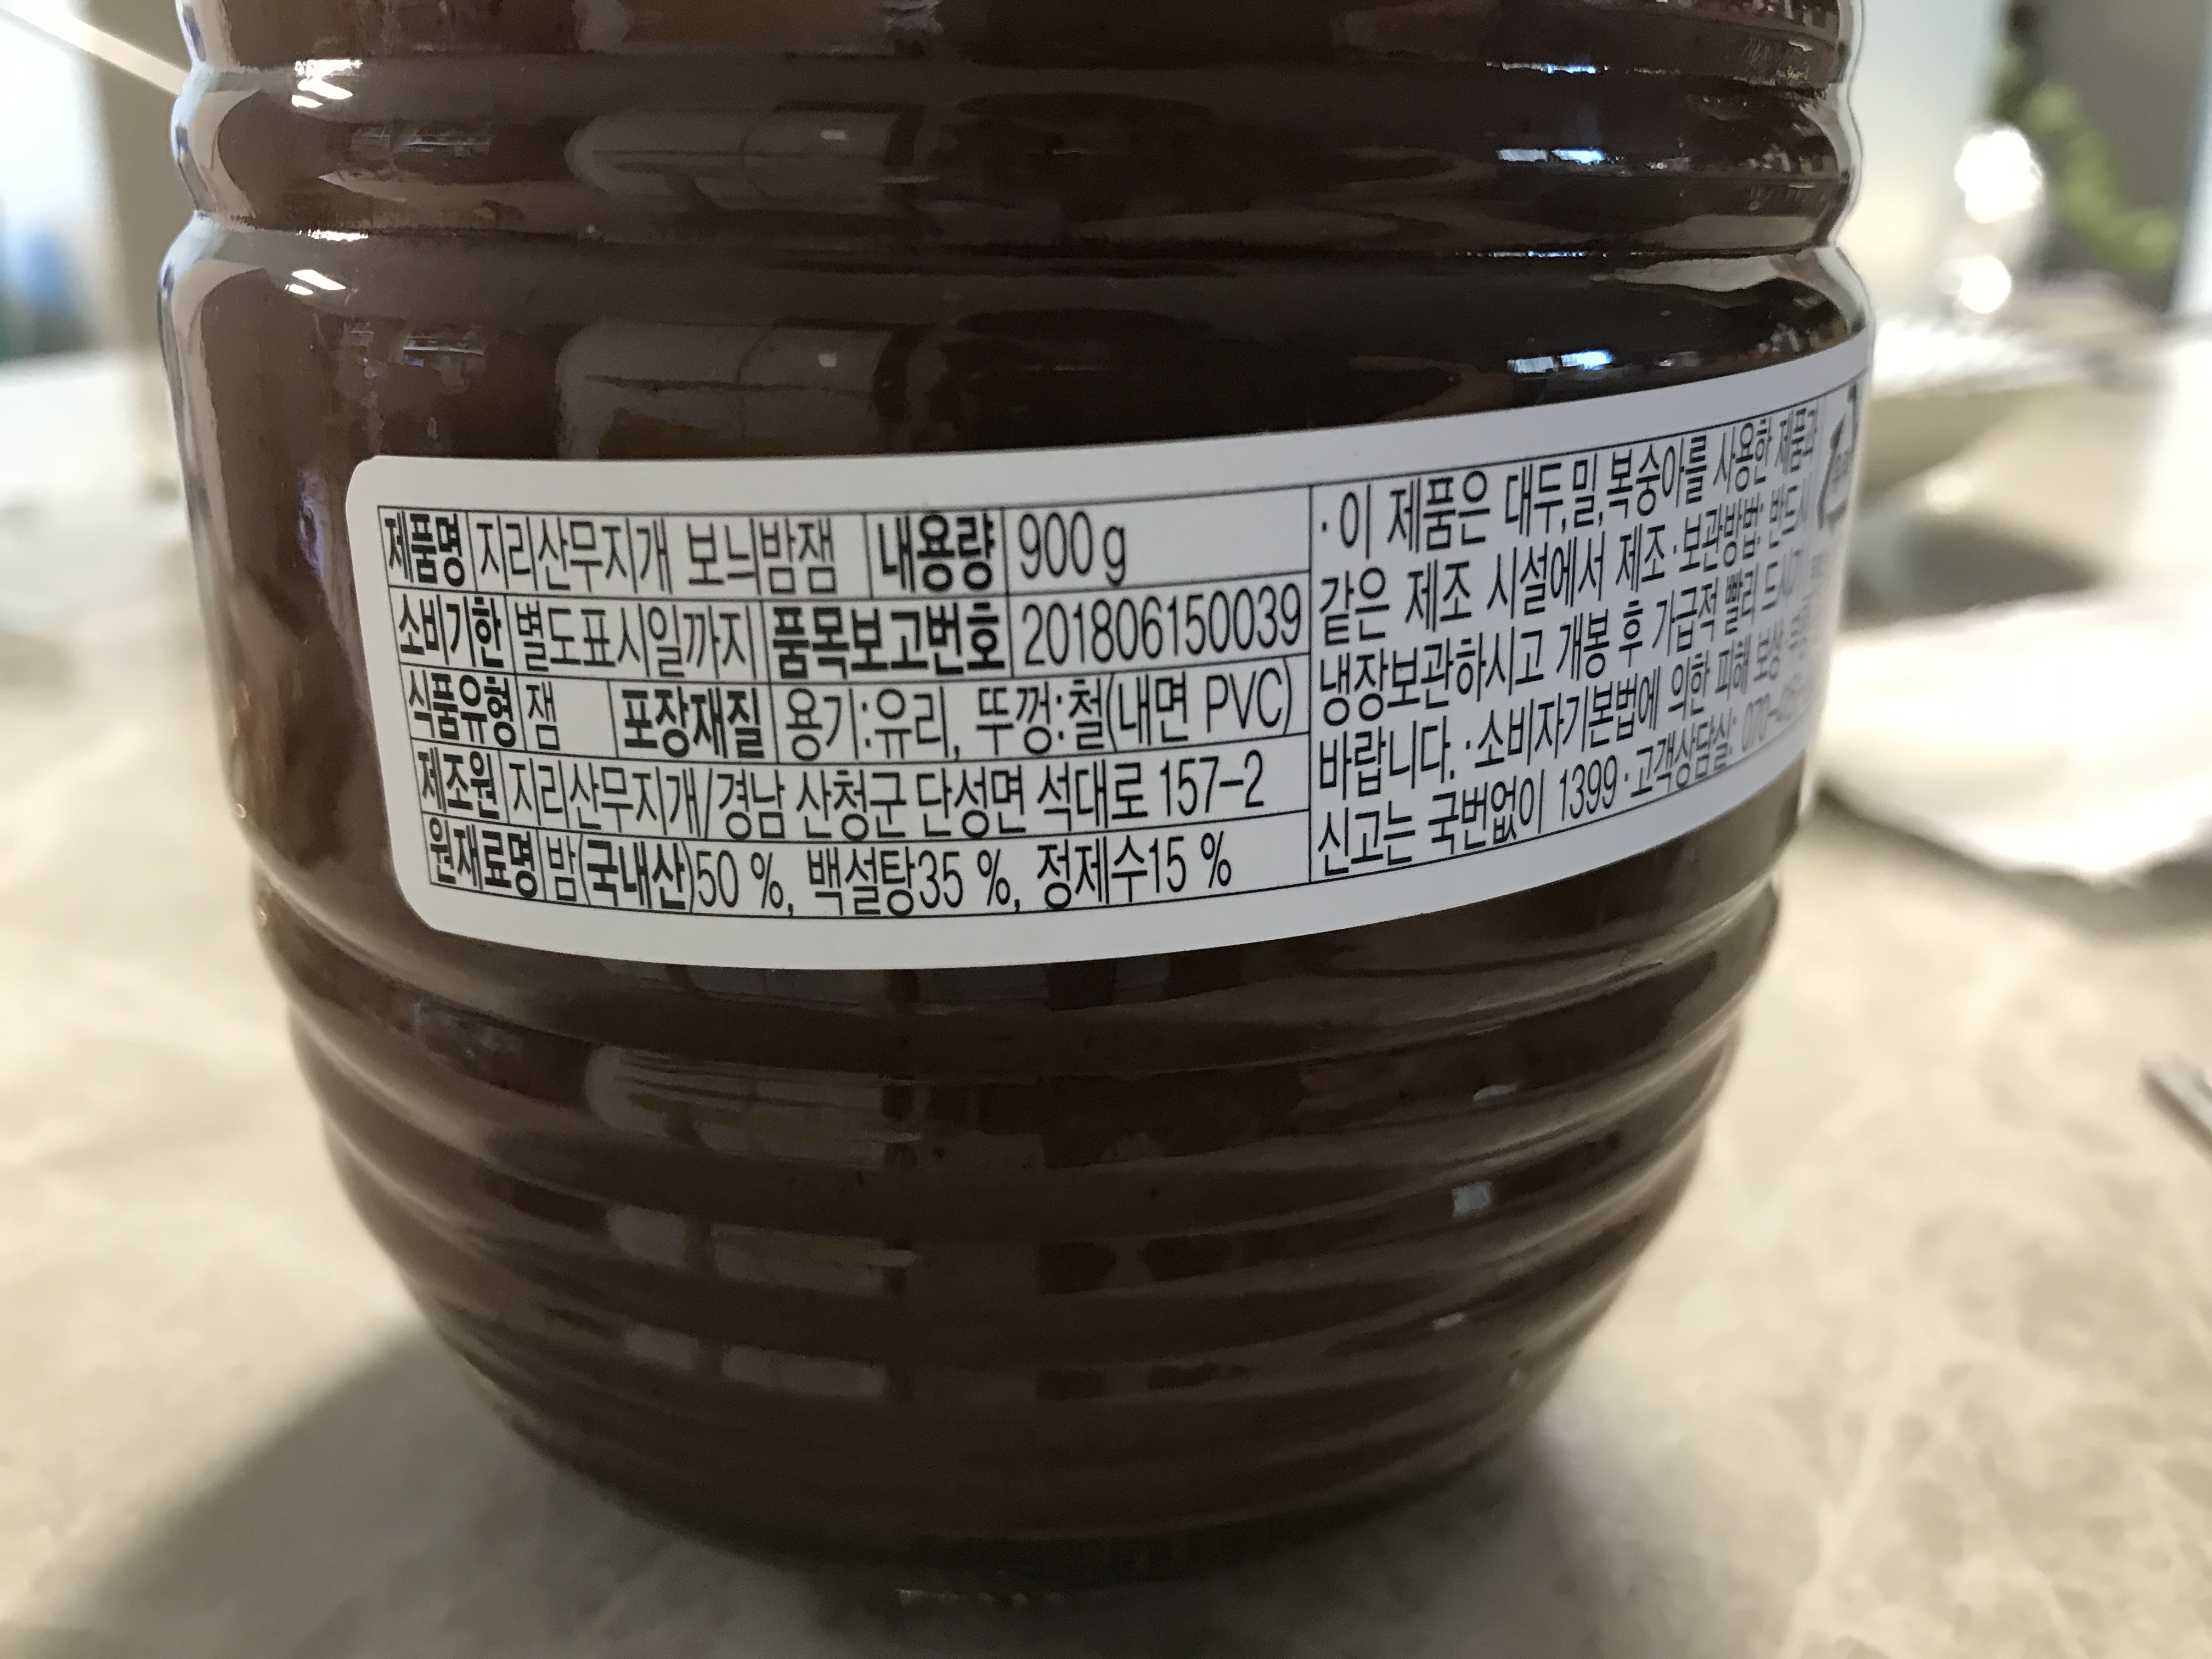 제품명 지리산무지개 보늬밤잼 내용량 900g
소비기한 별도표시일까지 품목보고번호 201806150039
식품유형 잼 포장재질 용기:유리, 뚜껑:철(내면 PVC)
제조원 지리산무지개/경남 산청군 단성면 석대로 157-2
원재료명 밤(국내산)50 %, 백설탕35 %, 정제수15 %
·이 제품은 대두,밀,복숭아를 사용한 제품과
같은 제조 시설에서 제조·보관방법: 반드시
냉장보관하시고 개봉 후 가급적 빨리 드시기
바랍니다. ·소비자기본법에 의한 피해 보상
신고는 국번없이 1399·고객상담실: 070-